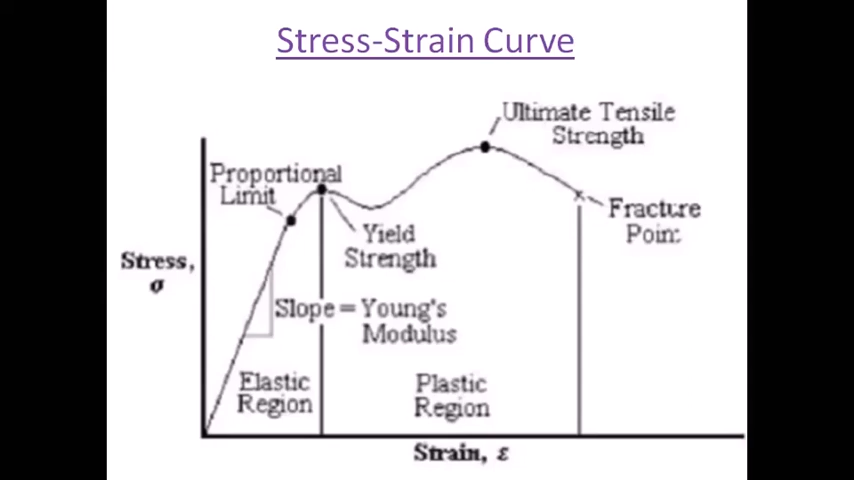 Stress-Strain Curve
Ultimate Tensile
Strength
Proportional
Limit
Fracture
Point
Yield
Strength
Stress,
σ
Slope = Young's
Modulus
Elastic
Region
Plastic
Region
Strain, ε